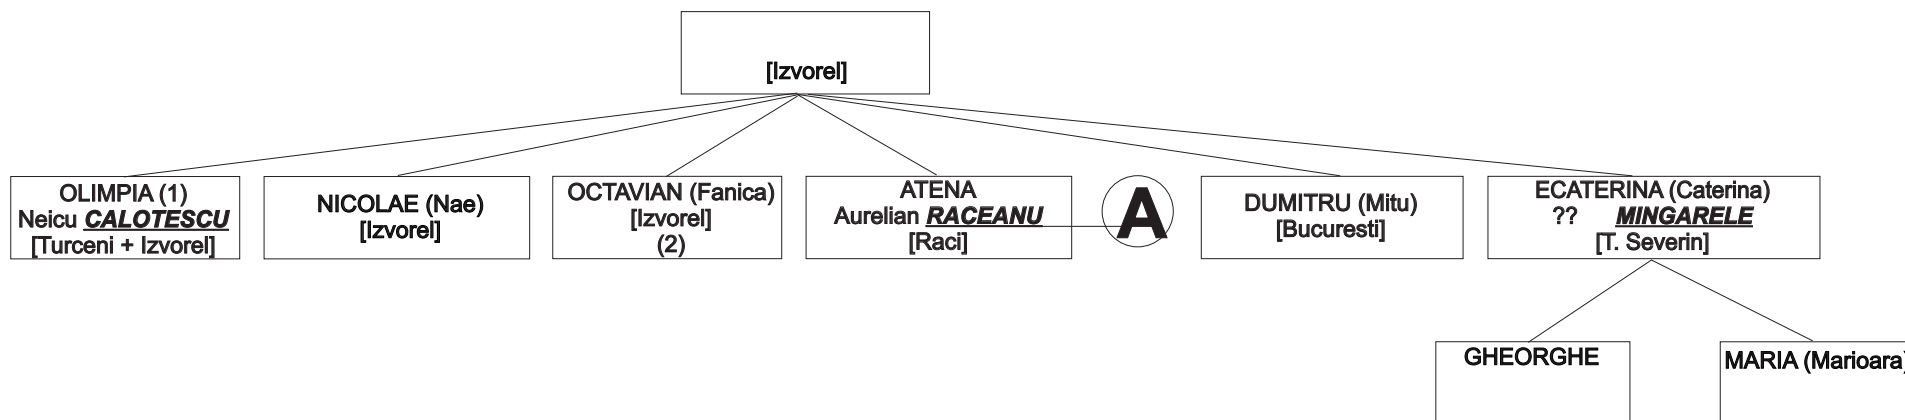 [Izvorel]
OLIMPIA (1)
Neicu CALOTESCU
[Turceni + Izvorel]
NICOLAE (Nae)
[Izvorel]
OCTAVIAN (Fanica)
[Izvorel]
(2)
ATENA
Aurelian RACEANU
[Raci]
A
DUMITRU (Mitu)
[Bucuresti]
ECATERINA (Caterina)
?? MINGARELE
[T. Severin]
GHEORGHE
MARIA (Marioara)